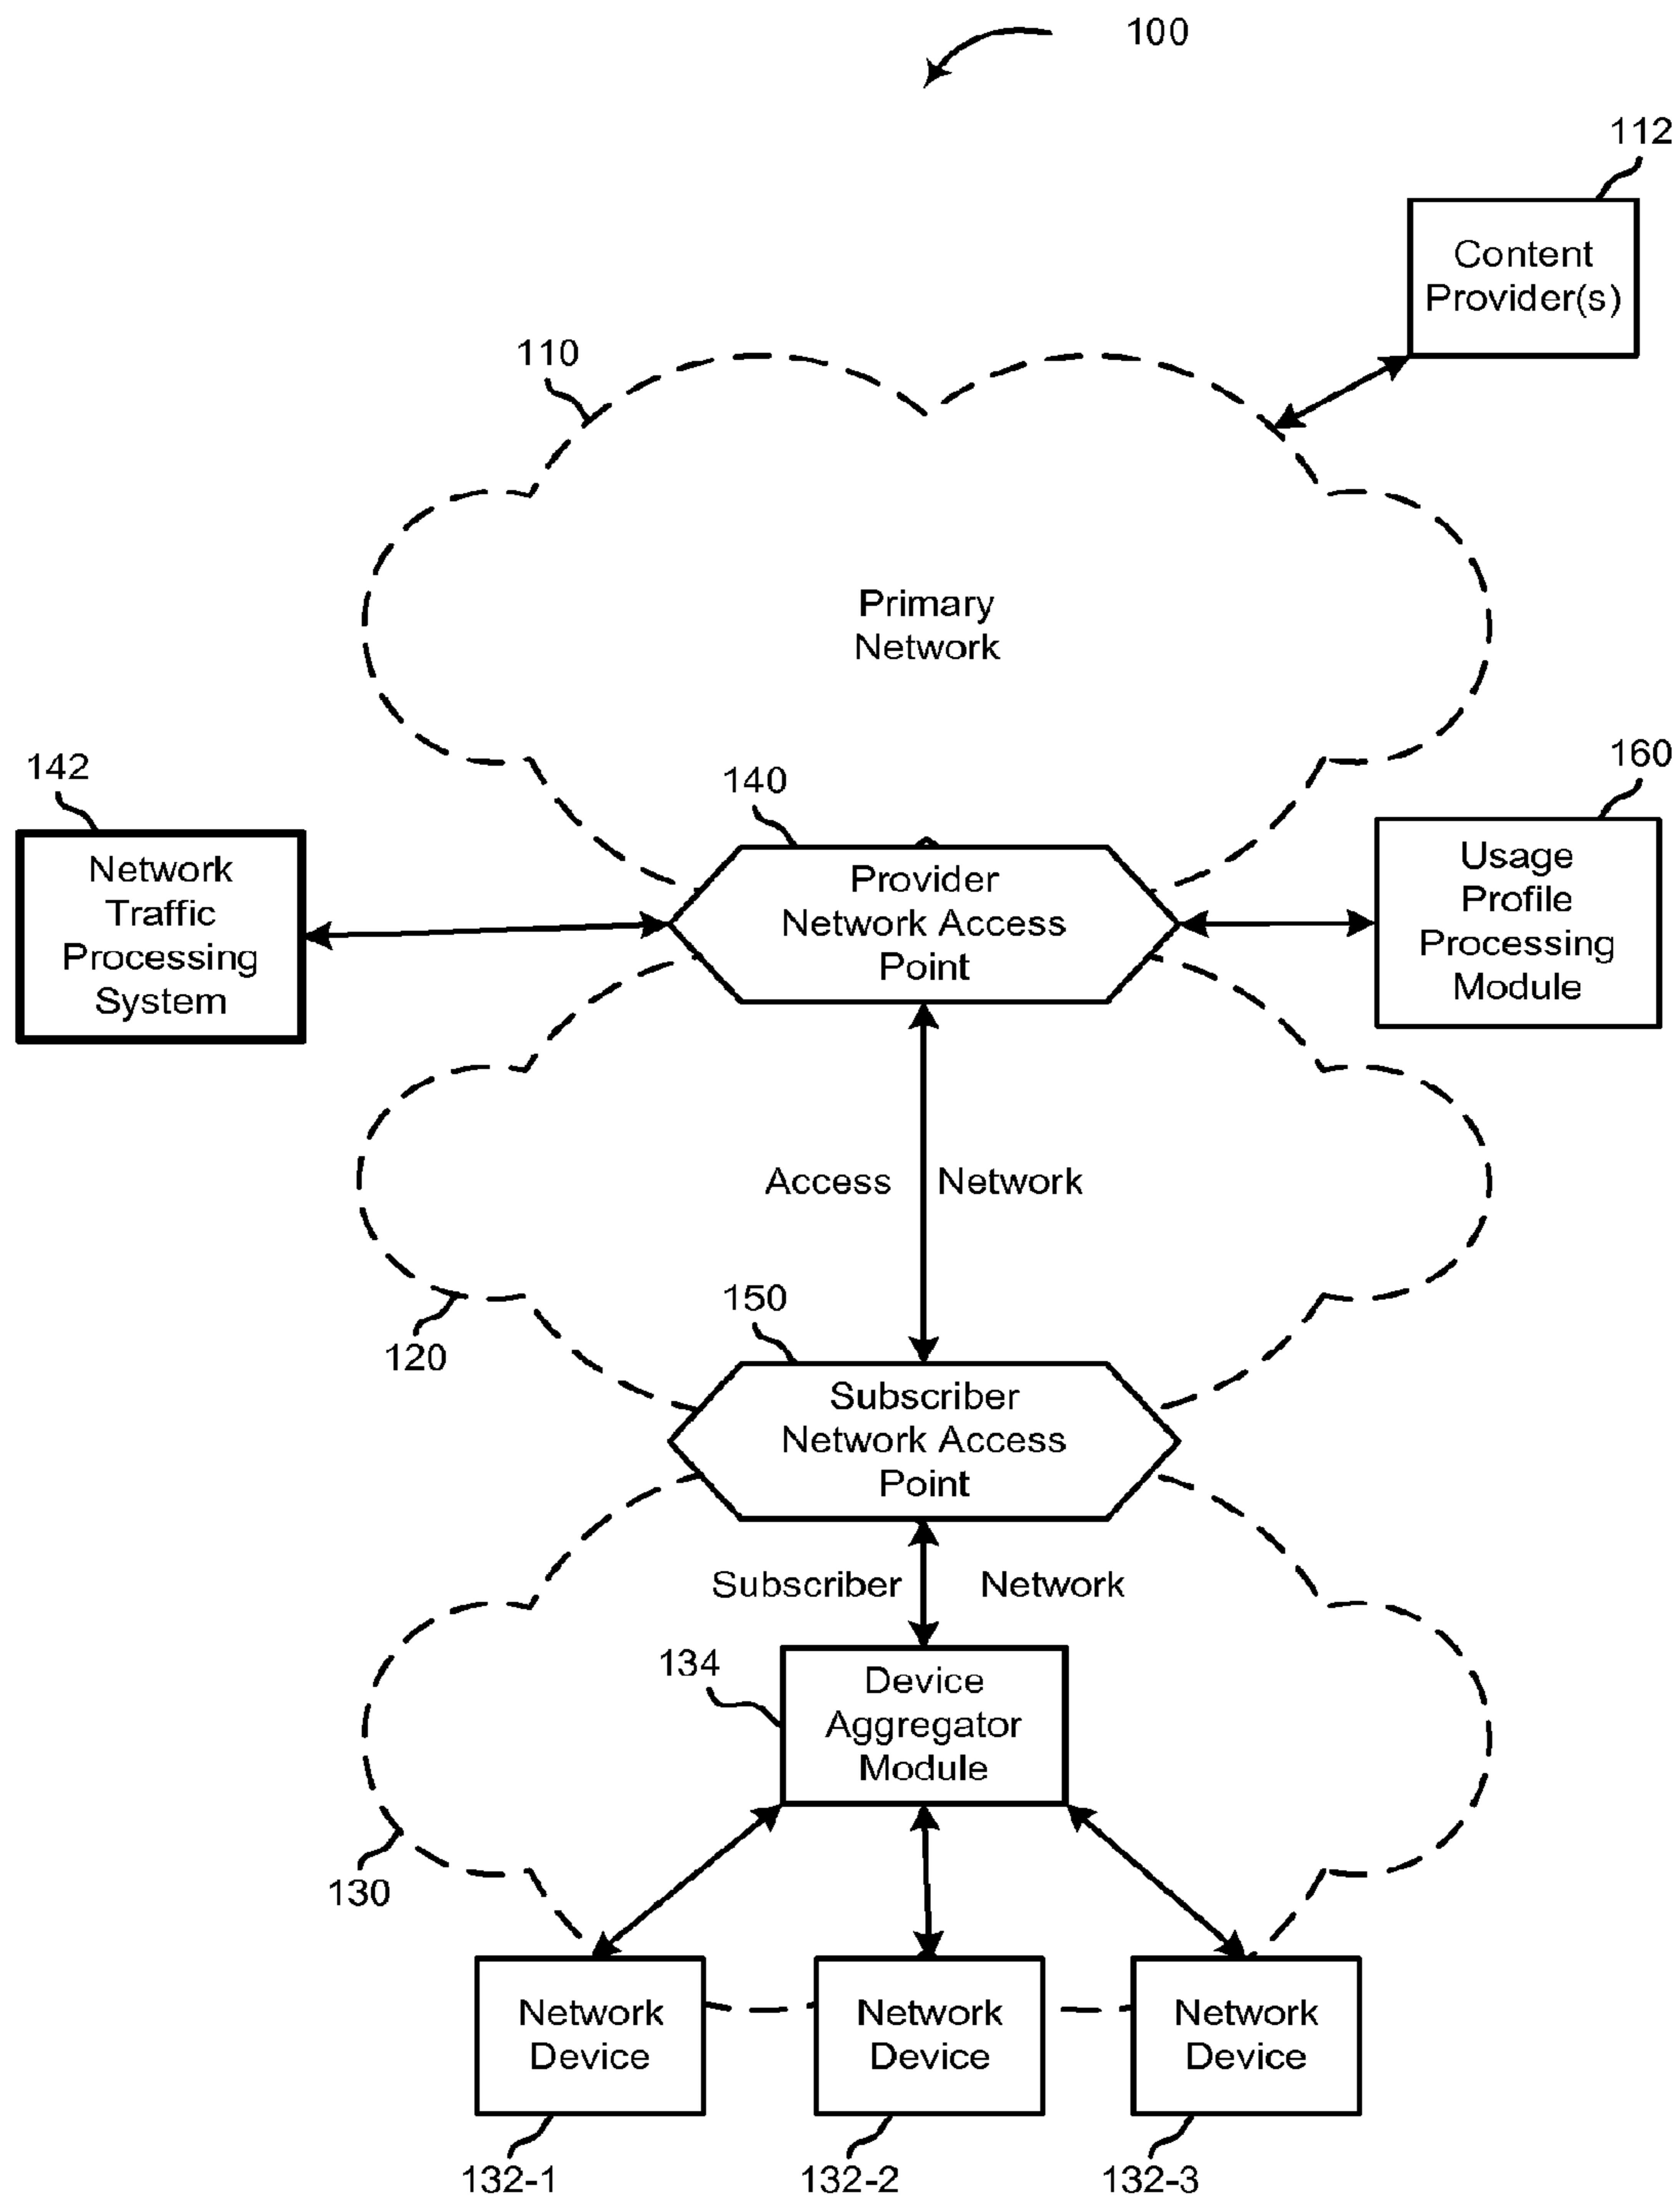 100
112
Content
Provider(s)
110
Primary
Network
142
Network
Traffic
Processing
System
140
Provider
Network Access
Point
160
Usage
Profile
Processing
Module
Access Network
120
150
Subscriber
Network Access
Point
Subscriber Network
134
Device
Aggregator
Module
130
Network
Device
Network
Device
Network
Device
132-1
132-2
132-3